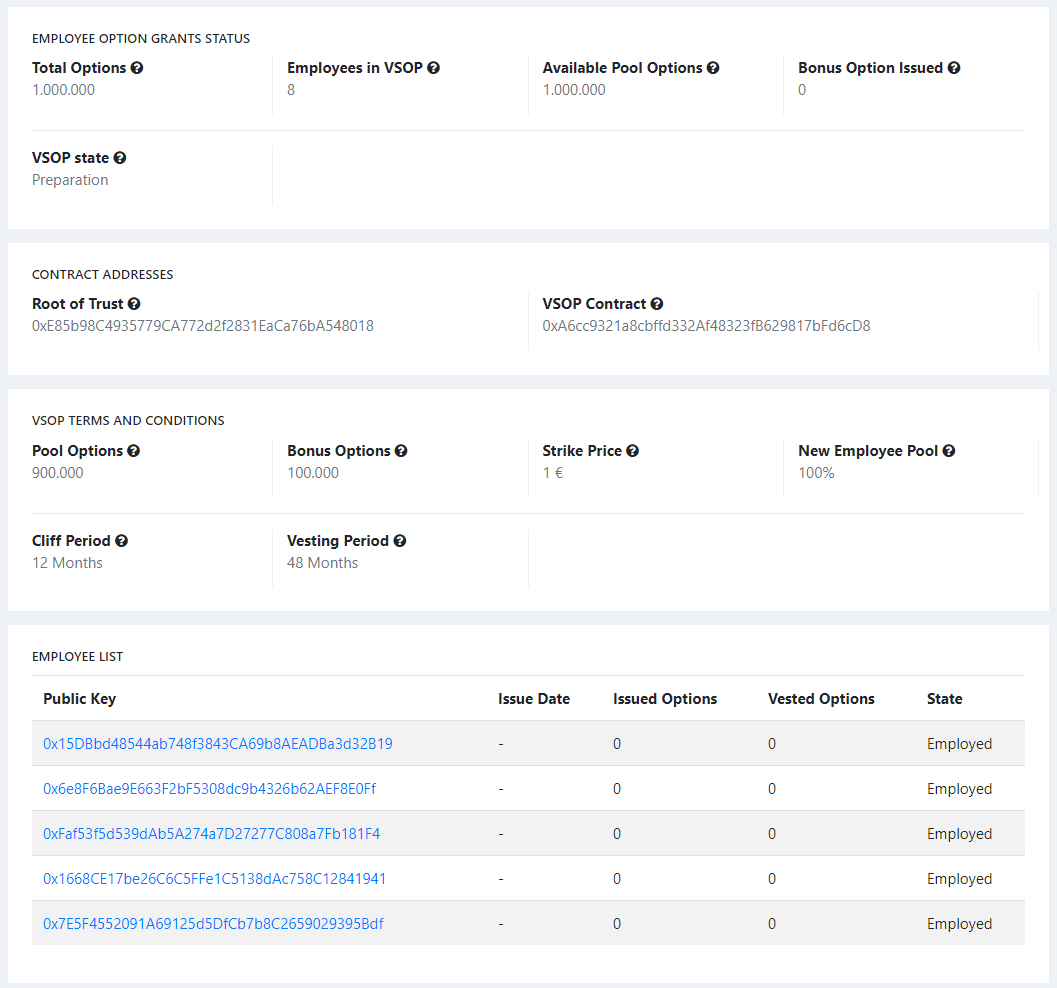 EMPLOYEE OPTION GRANTS STATUS
Total Options Employees in VSOP Available Pool Options Bonus Option Issued
1.000.000 8 1.000.000 0
VSOP state
Preparation
CONTRACT ADDRESSES
Root of Trust VSOP Contract
0xE85b98C4935779CA772d2f2831EaCa76bA548018 0xA6cc9321a8cbffd332Af48323fB629817bFd6cD8
VSOP TERMS AND CONDITIONS
Pool Options Bonus Options Strike Price New Employee Pool
900.000 100.000 1 € 100%
Cliff Period Vesting Period
12 Months 48 Months
EMPLOYEE LIST
Public Key Issue Date Issued Options Vested Options State
0x15DBbd48544ab748f3843CA69b8AEADBa3d32B19 - 0 0 Employed
0x6e8F6Bae9E663F2bF5308dc9b4326b62AEF8E0Ff - 0 0 Employed
0xFaf53f5d539dAb5A274a7D27277C808a7Fb181F4 - 0 0 Employed
0x1668CE17be26C6C5FFe1C5138dAc758C12841941 - 0 0 Employed
0x7E5F4552091A69125d5DfCb7b8C2659029395Bdf - 0 0 Employed